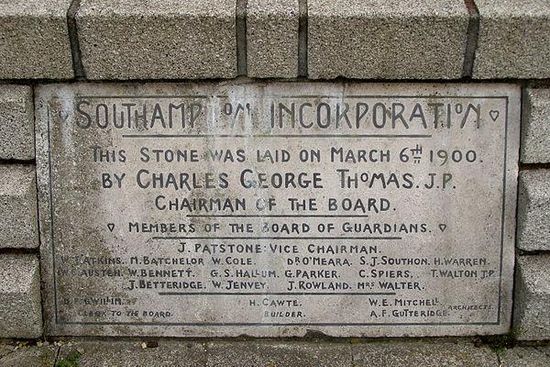 SOUTHAMPTON INCORPORATION
THIS STONE WAS LAID ON MARCH 6TH 1900.
BY CHARLES GEORGE THOMAS. J.P.
CHAIRMAN OF THE BOARD.
MEMBERS OF THE BOARD OF GUARDIANS.
J. PATSTONE: VICE CHAIRMAN.
W. ATKINS. M. BATCHELOR W. COLE. DR O'MEARA. S.J. SOUTHON. H. WARREN.
AUSTEN. W. BENNETT. G.S. HALLUM. G. PARKER. C. SPIERS. T. WALTON J.P.
J. BETTERIDGE. W. JENVEY. J. ROWLAND. MRS WALTER.
H. CAWTE. W.E. MITCHELL. ARCHITECTS.
CLERK TO THE BOARD. BUILDER. A.F. GUTTERIDGE.